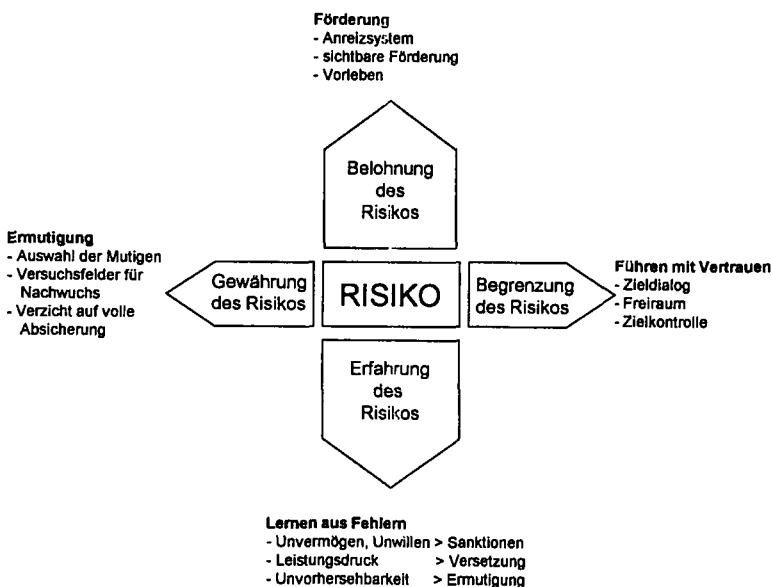 Förderung
- Anreizsystem
- sichtbare Förderung
- Vorleben
Belohnung
des
Risikos
Ermutigung
- Auswahl der Mutigen
- Versuchsfelder für
Nachwuchs
- Verzicht auf volle
Absicherung
Gewährung
des Risikos
RISIKO
Begrenzung
des Risikos
Führen mit Vertrauen
- Zieldialog
- Freiraum
- Zielkontrolle
Erfahrung
des
Risikos
Lernen aus Fehlern
- Unvermögen, Unwillen > Sanktionen
- Leistungsdruck > Versetzung
- Unvorhersehbarkeit > Ermutigung